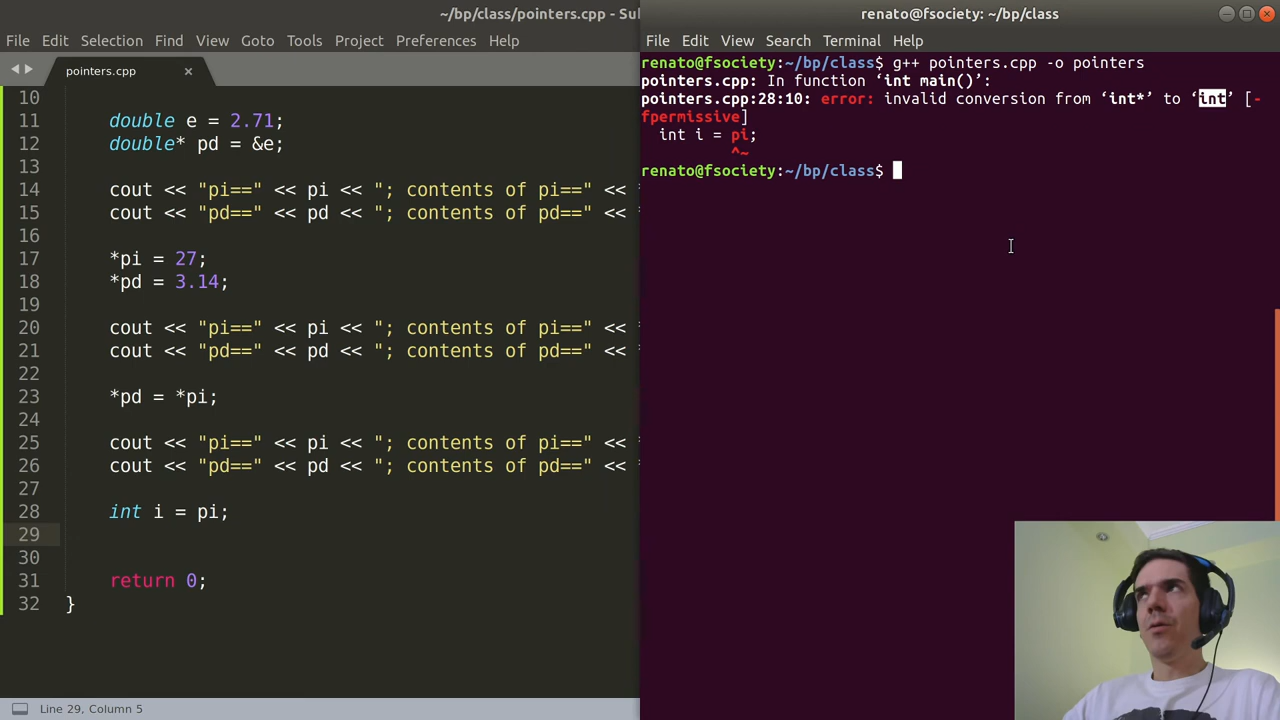 ~/bp/class/pointers.cpp - Su
File Edit Selection Find View Goto Tools Project Preferences Help
pointers.cpp ×
10
11 double e = 2.71;
12 double* pd = &e;
13
14 cout << "pi==" << pi << "; contents of pi==" << *
15 cout << "pd==" << pd << "; contents of pd==" << *
16
17 *pi = 27;
18 *pd = 3.14;
19
20 cout << "pi==" << pi << "; contents of pi==" << *
21 cout << "pd==" << pd << "; contents of pd==" << *
22
23 *pd = *pi;
24
25 cout << "pi==" << pi << "; contents of pi==" << *
26 cout << "pd==" << pd << "; contents of pd==" << *
27
28 int i = pi;
29
30
31 return 0;
32 }
Line 29, Column 5
renato@fsociety: ~/bp/class
File Edit View Search Terminal Help
renato@fsociety:~/bp/class$ g++ pointers.cpp -o pointers
pointers.cpp: In function ‘int main()’:
pointers.cpp:28:10: error: invalid conversion from ‘int*’ to ‘int’ [-
fpermissive]
int i = pi;
^~
renato@fsociety:~/bp/class$